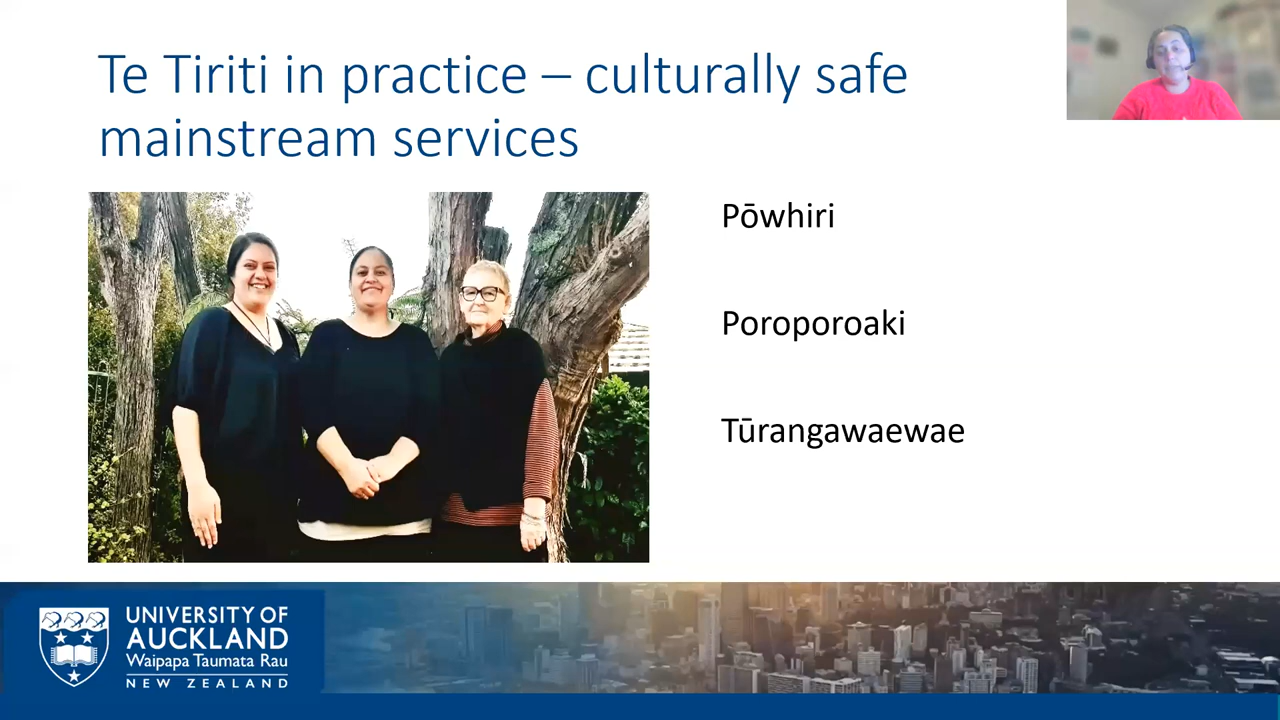 Te Tiriti in practice – culturally safe
mainstream services
Pōwhiri
Poroporoaki
Tūrangawaewae
UNIVERSITY OF
AUCKLAND
Waipapa Taumata Rau
NEW ZEALAND